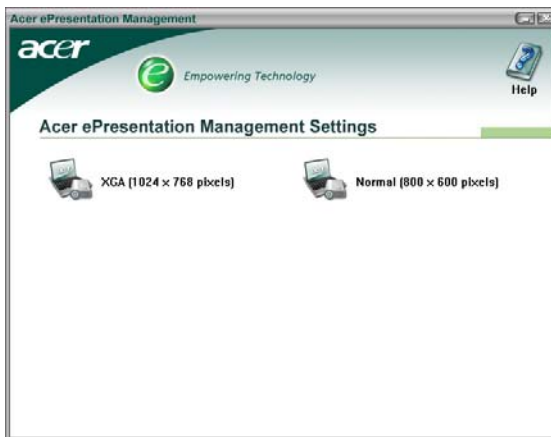 Acer ePresentation Management
acer
e Empowering Technology
Help
Acer ePresentation Management Settings
XGA (1024 x 768 pixels)
Normal (800 x 600 pixels)